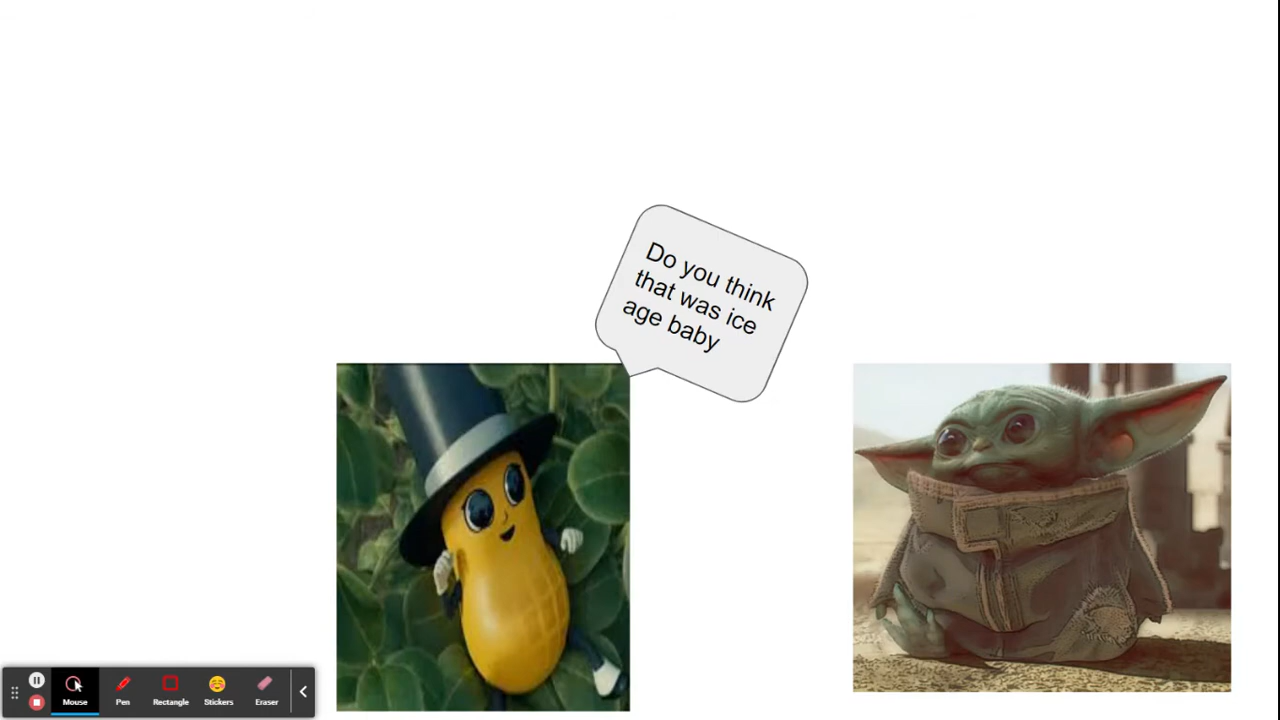 Do you think
that was ice
age baby
Mouse
Pen
Rectangle
Stickers
Eraser